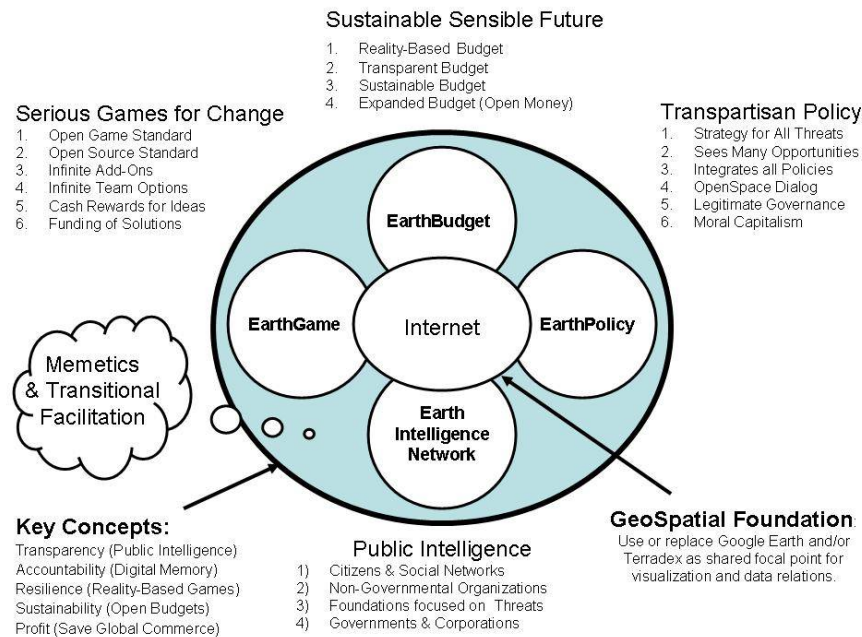 Sustainable Sensible Future
1. Reality-Based Budget
2. Transparent Budget
3. Sustainable Budget
4. Expanded Budget (Open Money)
Serious Games for Change
1. Open Game Standard
2. Open Source Standard
3. Infinite Add-Ons
4. Infinite Team Options
5. Cash Rewards for Ideas
6. Funding of Solutions
Transpartisan Policy
1. Strategy for All Threats
2. Sees Many Opportunities
3. Integrates all Policies
4. OpenSpace Dialog
5. Legitimate Governance
6. Moral Capitalism
EarthBudget
EarthGame
Internet
EarthPolicy
Earth
Intelligence
Network
Memetics
& Transitional
Facilitation
Key Concepts:
Transparency (Public Intelligence)
Accountability (Digital Memory)
Resilience (Reality-Based Games)
Sustainability (Open Budgets)
Profit (Save Global Commerce)
Public Intelligence
1) Citizens & Social Networks
2) Non-Governmental Organizations
3) Foundations focused on Threats
4) Governments & Corporations
GeoSpatial Foundation:
Use or replace Google Earth and/or
Terradex as shared focal point for
visualization and data relations.